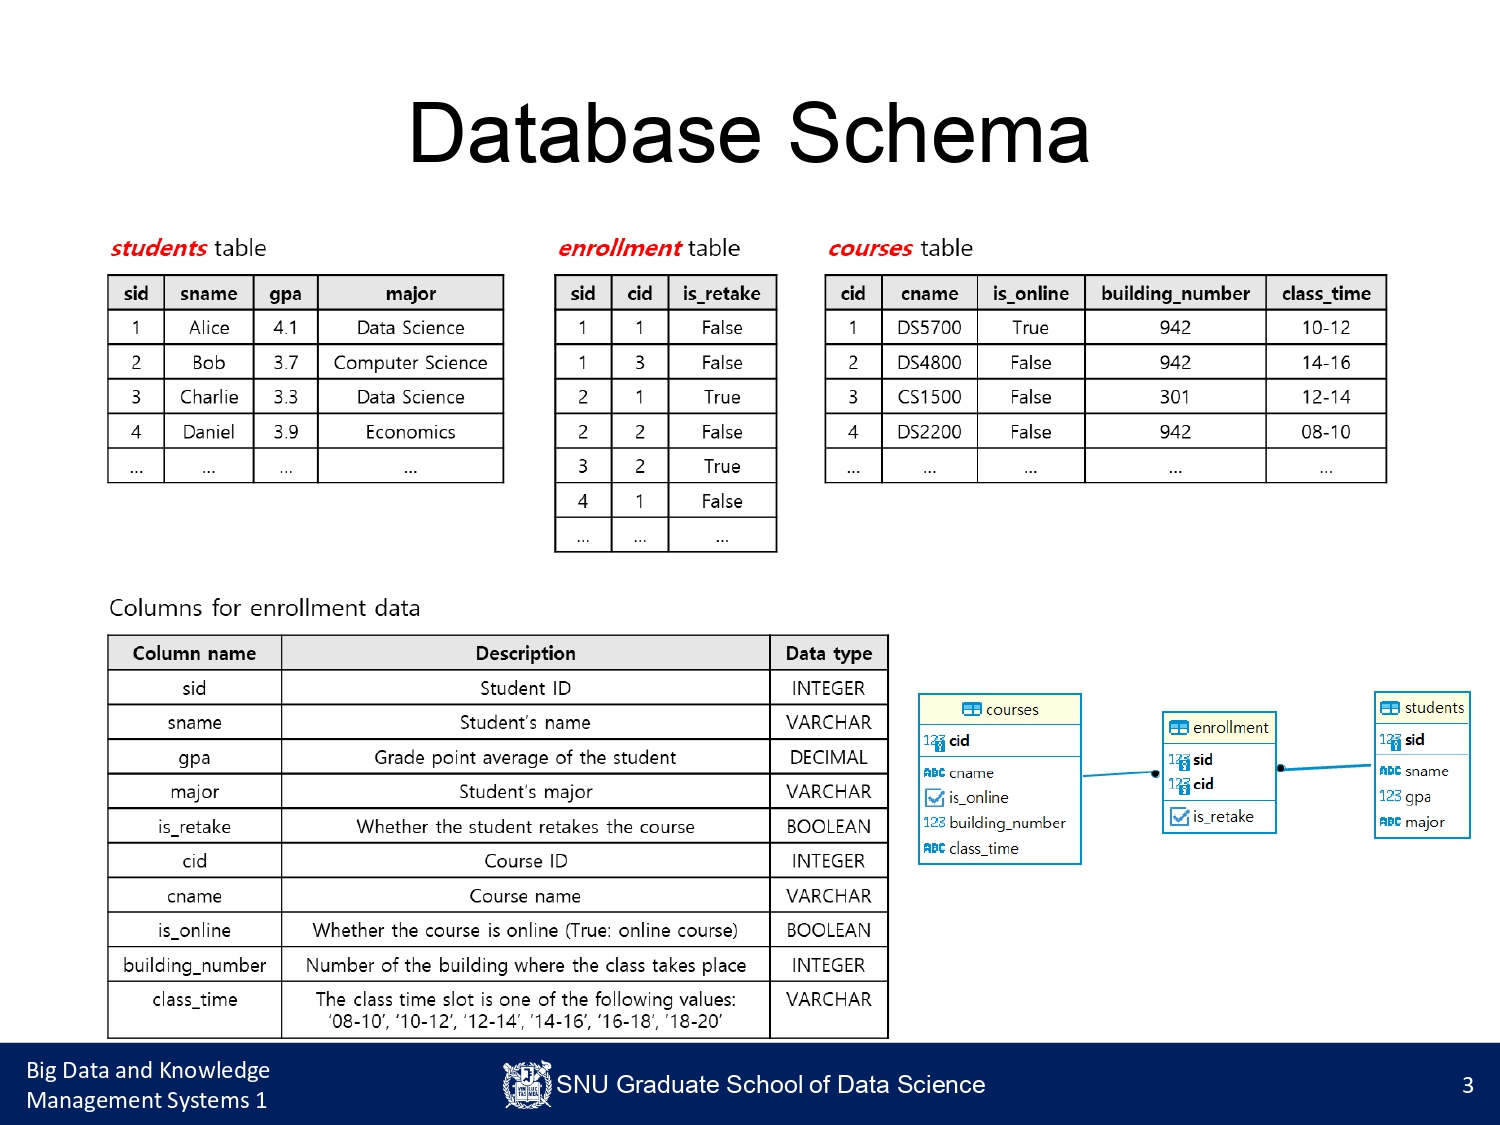 Database Schema
students table
sid sname gpa major
1 Alice 4.1 Data Science
2 Bob 3.7 Computer Science
3 Charlie 3.3 Data Science
4 Daniel 3.9 Economics
... ... ... ...
enrollment table
sid cid is_retake
1 1 False
1 3 False
2 1 True
2 2 False
3 2 True
4 1 False
... ... ...
courses table
cid cname is_online building_number class_time
1 DS5700 True 942 10-12
2 DS4800 False 942 14-16
3 CS1500 False 301 12-14
4 DS2200 False 942 08-10
... ... ... ... ...
Columns for enrollment data
Column name Description Data type
sid Student ID INTEGER
sname Student's name VARCHAR
gpa Grade point average of the student DECIMAL
major Student's major VARCHAR
is_retake Whether the student retakes the course BOOLEAN
cid Course ID INTEGER
cname Course name VARCHAR
is_online Whether the course is online (True: online course) BOOLEAN
building_number Number of the building where the class takes place INTEGER
class_time The class time slot is one of the following values: VARCHAR
'08-10', '10-12', '12-14', '14-16', '16-18', '18-20'
courses
123 cid
ABC cname
is_online
123 building_number
ABC class_time
enrollment
123 sid
123 cid
is_retake
students
123 sid
ABC sname
123 gpa
ABC major
Big Data and Knowledge
Management Systems 1
SNU Graduate School of Data Science
3